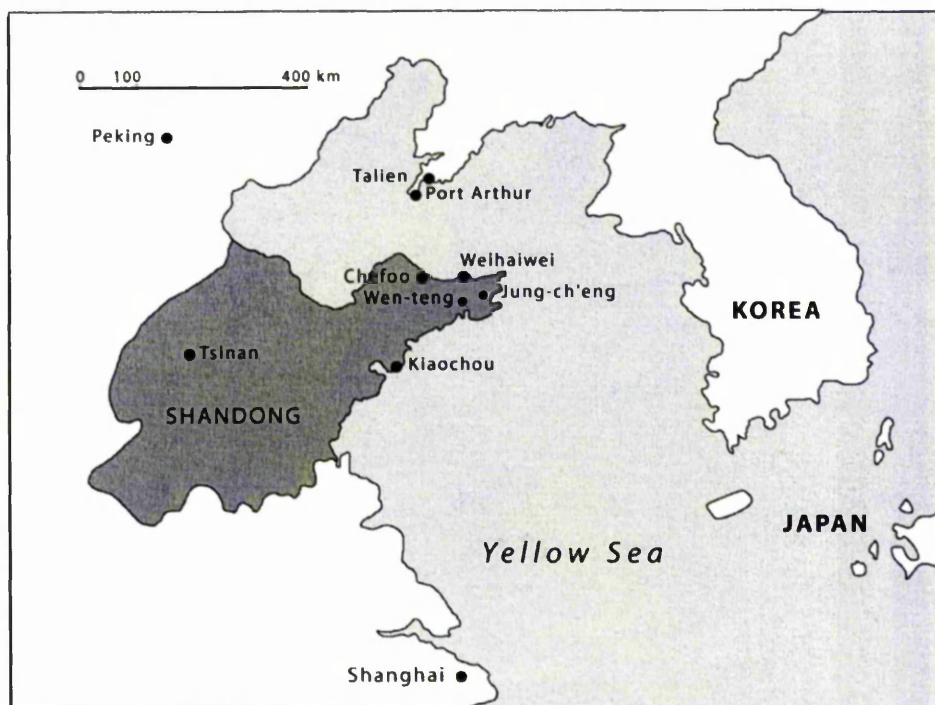 0 100 400 km
Peking
Talien
Port Arthur
Weihaiwei
Chefoo
Jung-ch'eng
Wen-teng
KOREA
Tsinan
Kiaochou
SHANDONG
JAPAN
Yellow Sea
Shanghai